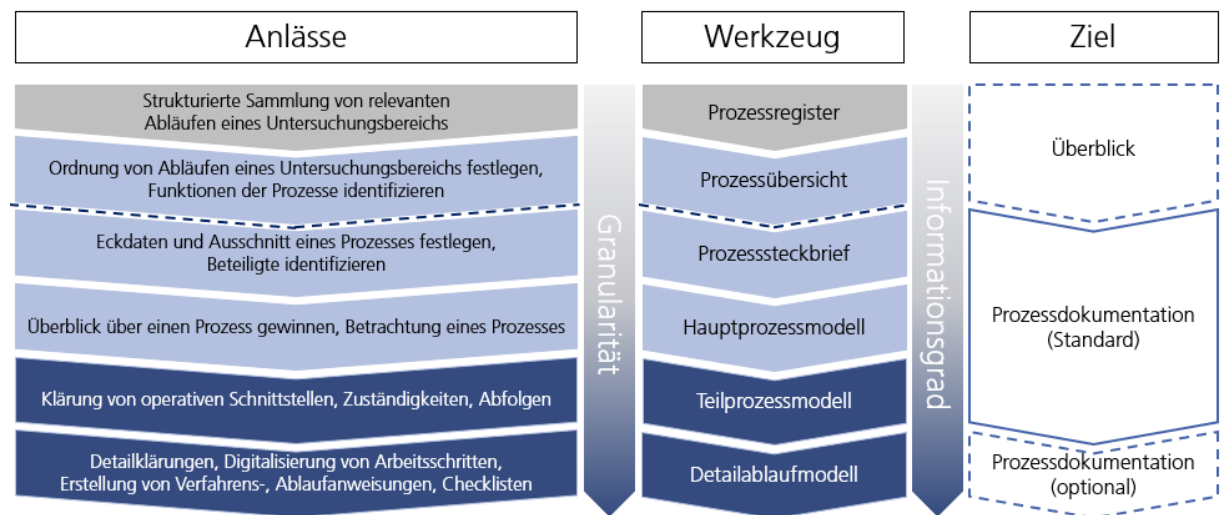 Anlässe
Werkzeug
Ziel
Strukturierte Sammlung von relevanten
Abläufen eines Untersuchungsbereichs
Prozessregister
Ordnung von Abläufen eines Untersuchungsbereichs festlegen,
Funktionen der Prozesse identifizieren
Prozessübersicht
Überblick
Eckdaten und Ausschnitt eines Prozesses festlegen,
Beteiligte identifizieren
Prozesssteckbrief
Überblick über einen Prozess gewinnen, Betrachtung eines Prozesses
Hauptprozessmodell
Prozessdokumentation
(Standard)
Klärung von operativen Schnittstellen, Zuständigkeiten, Abfolgen
Teilprozessmodell
Detailklärungen, Digitalisierung von Arbeitsschritten,
Erstellung von Verfahrens-, Ablaufanweisungen, Checklisten
Detailablaufmodell
Prozessdokumentation
(optional)
Granularität
Informationsgrad